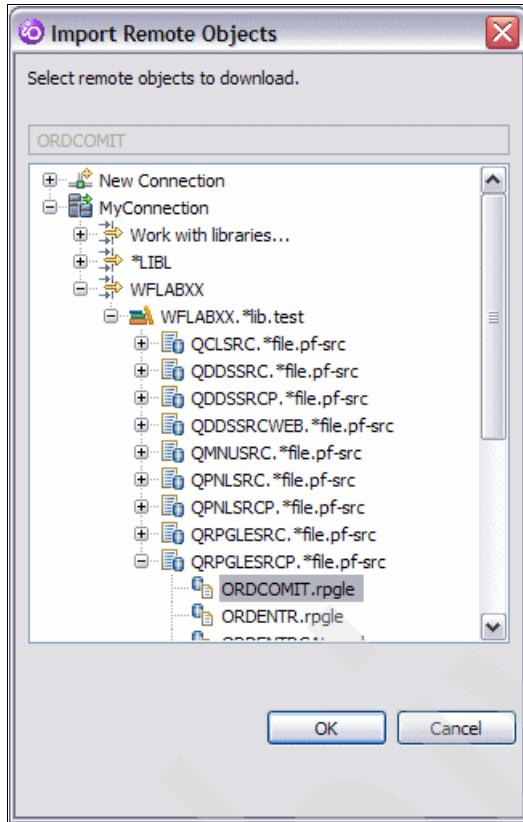 Import Remote Objects
Select remote objects to download.
ORDCOMIT
New Connection
MyConnection
Work with libraries...
*LIBL
WFLABXX
WFLABXX.*lib.test
QCLSRC.*file.pf-src
QDDSSRC.*file.pf-src
QDDSSRCP.*file.pf-src
QDDSSRCWEB.*file.pf-src
QMNUSRC.*file.pf-src
QPNLSRC.*file.pf-src
QPNLSRCP.*file.pf-src
QRPGLESRC.*file.pf-src
QRPGLESRCP.*file.pf-src
ORDCOMIT.rpgle
ORDENTR.rpgle
OK Cancel